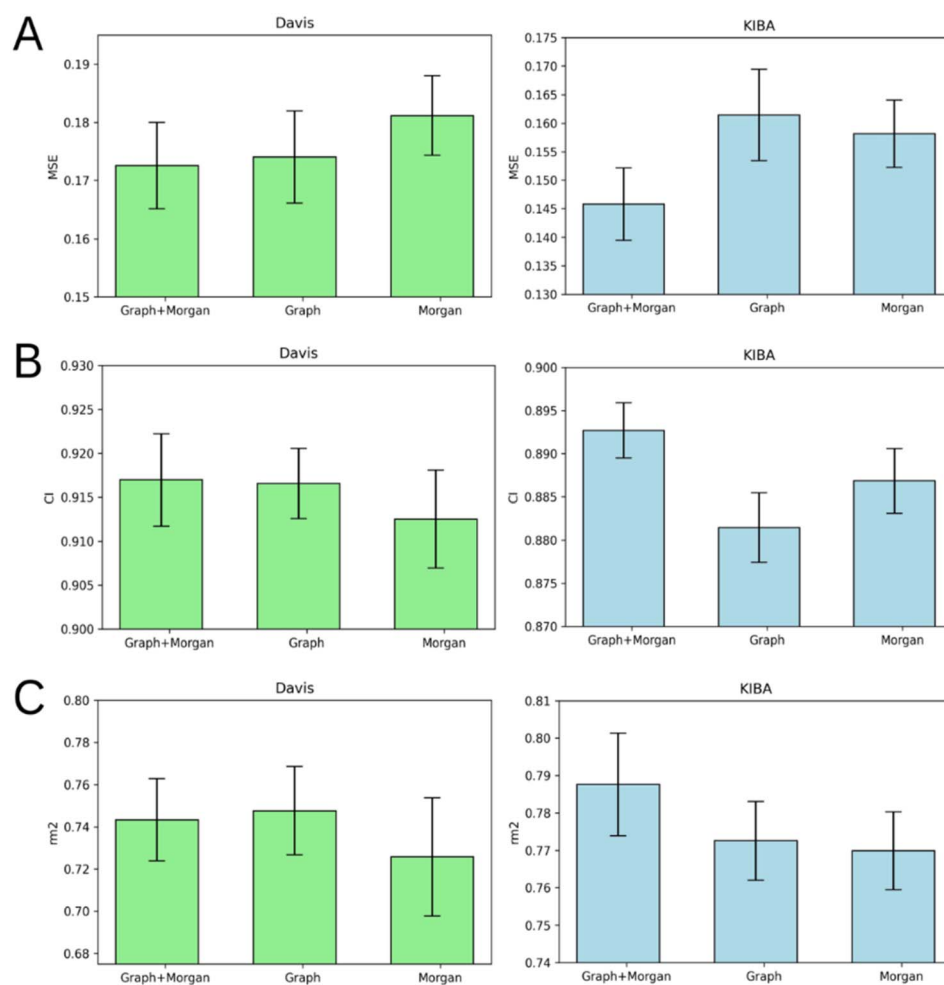 A
Davis
KIBA
MSE
0.19
0.18
0.17
0.16
0.15
Graph+Morgan Graph Morgan
MSE
0.175
0.170
0.165
0.160
0.155
0.150
0.145
0.140
0.135
0.130
Graph+Morgan Graph Morgan
B
Davis
KIBA
CI
0.930
0.925
0.920
0.915
0.910
0.905
0.900
Graph+Morgan Graph Morgan
CI
0.900
0.895
0.890
0.885
0.880
0.875
0.870
Graph+Morgan Graph Morgan
C
Davis
KIBA
rm2
0.80
0.78
0.76
0.74
0.72
0.70
0.68
Graph+Morgan Graph Morgan
rm2
0.81
0.80
0.79
0.78
0.77
0.76
0.75
0.74
Graph+Morgan Graph Morgan